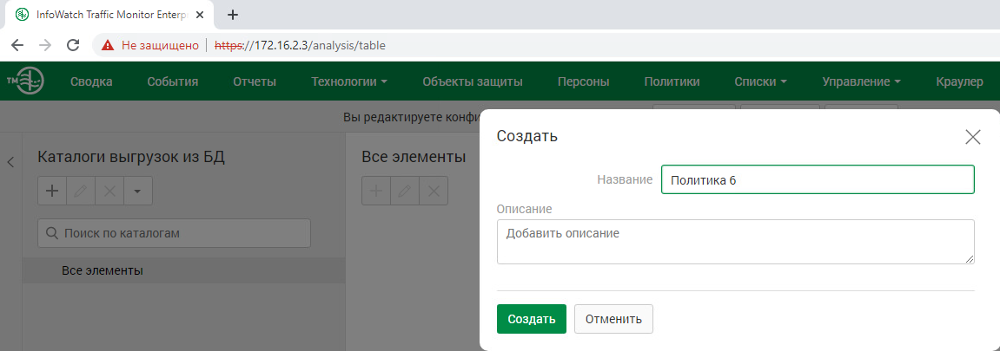 InfoWatch Traffic Monitor Enterp
Не защищено https://172.16.2.3/analysis/table
TM Сводка События Отчеты Технологии Объекты защиты Персоны Политики Списки Управление Краулер
Вы редактируете конфи
Создать
Каталоги выгрузок из БД
Все элементы
Название Политика 6
Описание
Поиск по каталогам
Добавить описание
Все элементы
Создать Отменить